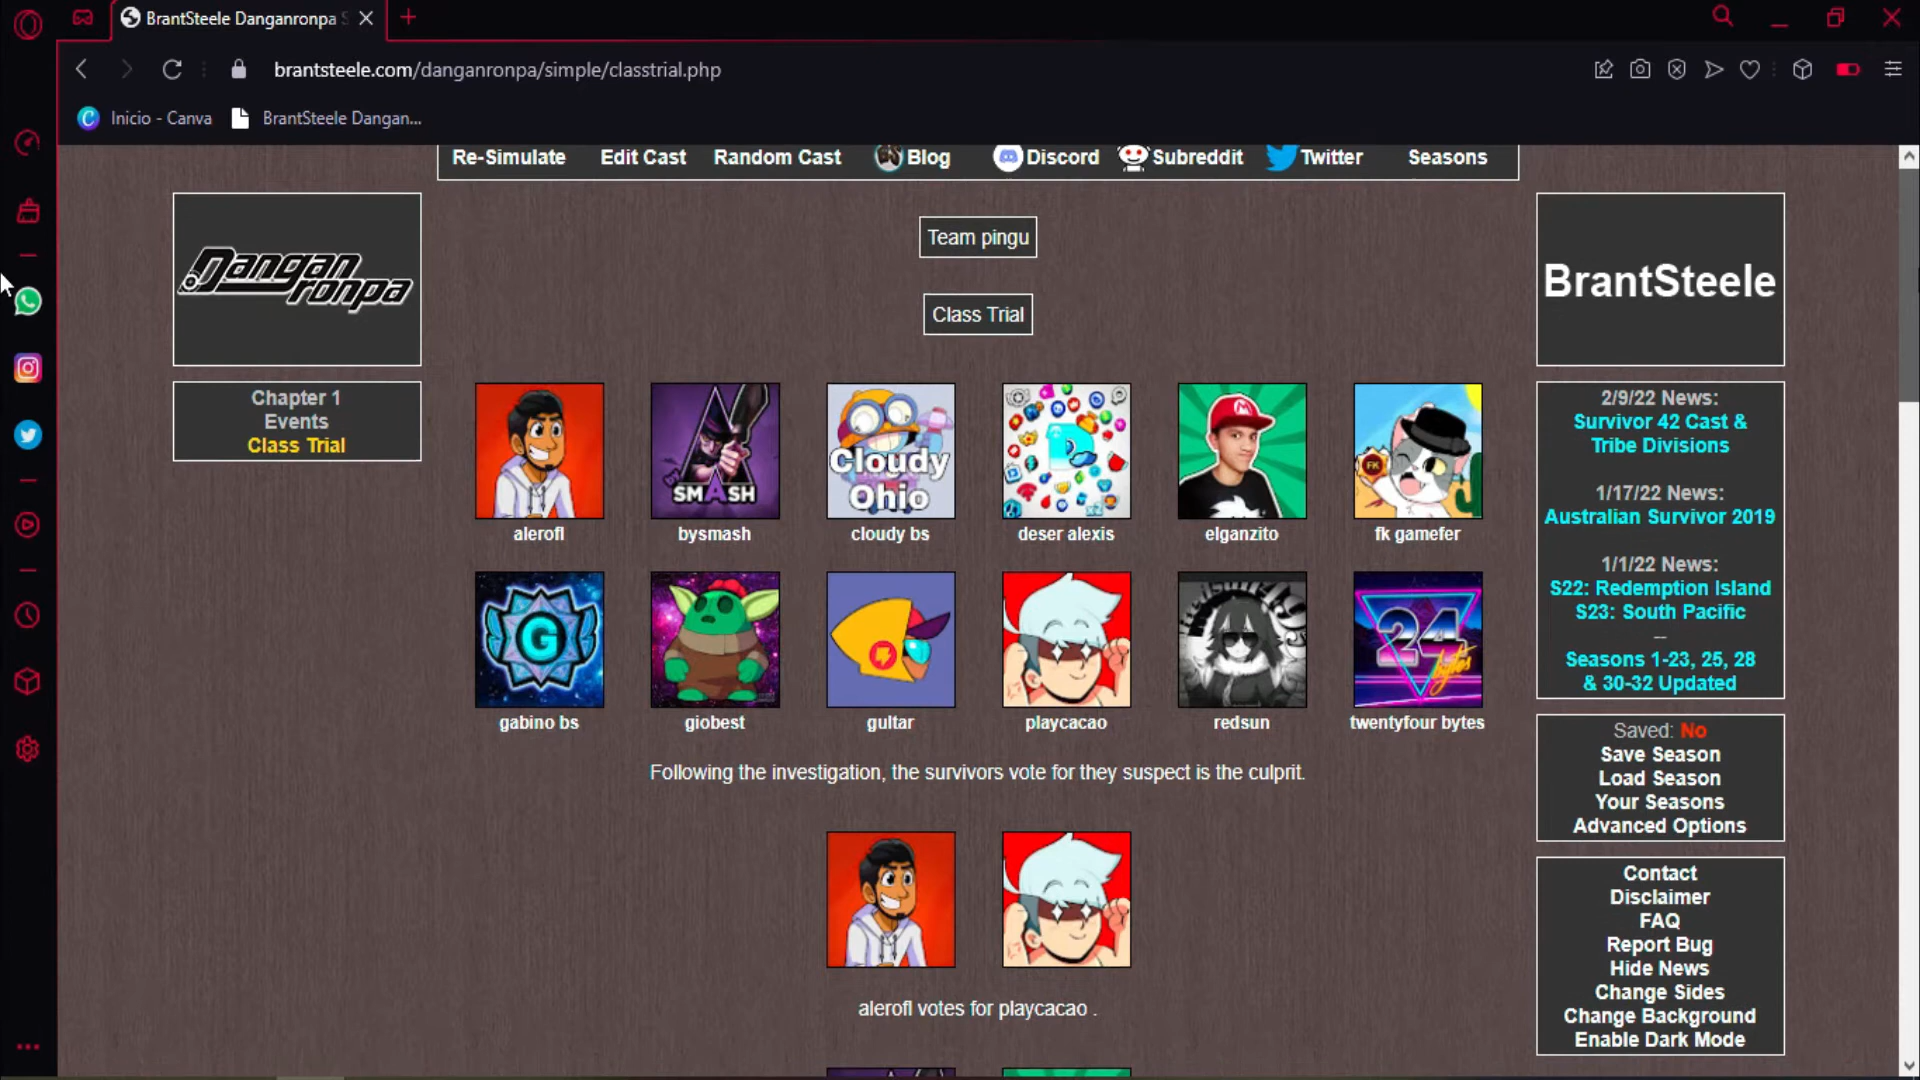 BrantSteele Danganronpa S
brantsteele.com/danganronpa/simple/classtrial.php
Inicio - Canva
BrantSteele Dangan...
Re-Simulate Edit Cast Random Cast Blog Discord Subreddit Twitter Seasons
Dangan
ronpa
Chapter 1
Events
Class Trial
Team pingu
Class Trial
SMASH
Cloudy
Ohio
FK
alerofl bysmash cloudy bs deser alexis elganzito fk gamefer
G
24
bytes
gabino bs giobest gultar playcacao redsun twentyfour bytes
Following the investigation, the survivors vote for they suspect is the culprit.
alerofl votes for playcacao .
BrantSteele
2/9/22 News:
Survivor 42 Cast &
Tribe Divisions
1/17/22 News:
Australian Survivor 2019
1/1/22 News:
S22: Redemption Island
S23: South Pacific
--
Seasons 1-23, 25, 28
& 30-32 Updated
Saved: No
Save Season
Load Season
Your Seasons
Advanced Options
Contact
Disclaimer
FAQ
Report Bug
Hide News
Change Sides
Change Background
Enable Dark Mode